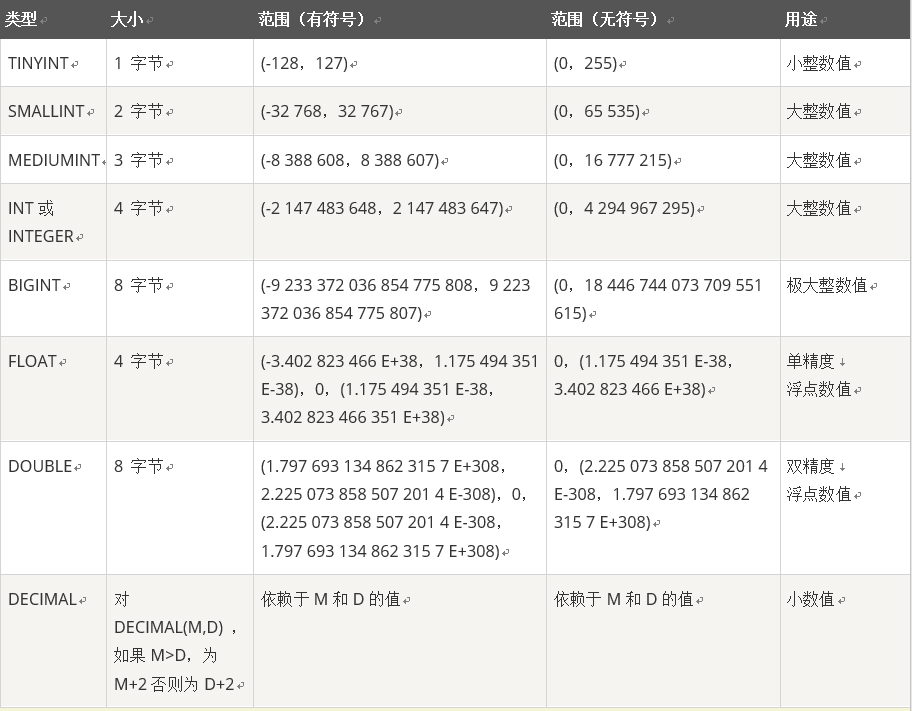 类型 大小 范围（有符号） 范围（无符号） 用途
TINYINT 1 字节 (-128，127) (0，255) 小整数值
SMALLINT 2 字节 (-32 768，32 767) (0，65 535) 大整数值
MEDIUMINT 3 字节 (-8 388 608，8 388 607) (0，16 777 215) 大整数值
INT 或 4 字节 (-2 147 483 648，2 147 483 647) (0，4 294 967 295) 大整数值
INTEGER
BIGINT 8 字节 (-9 233 372 036 854 775 808，9 223 (0，18 446 744 073 709 551 极大整数值
372 036 854 775 807) 615)
FLOAT 4 字节 (-3.402 823 466 E+38，1.175 494 351 0，(1.175 494 351 E-38， 单精度
E-38)，0，(1.175 494 351 E-38， 3.402 823 466 E+38) 浮点数值
3.402 823 466 351 E+38)
DOUBLE 8 字节 (1.797 693 134 862 315 7 E+308， 0，(2.225 073 858 507 201 4 双精度
2.225 073 858 507 201 4 E-308)，0， E-308，1.797 693 134 862 浮点数值
(2.225 073 858 507 201 4 E-308， 315 7 E+308)
1.797 693 134 862 315 7 E+308)
DECIMAL 对 依赖于 M 和 D 的值 依赖于 M 和 D 的值 小数值
DECIMAL(M,D) ，
如果 M>D，为
M+2 否则为 D+2